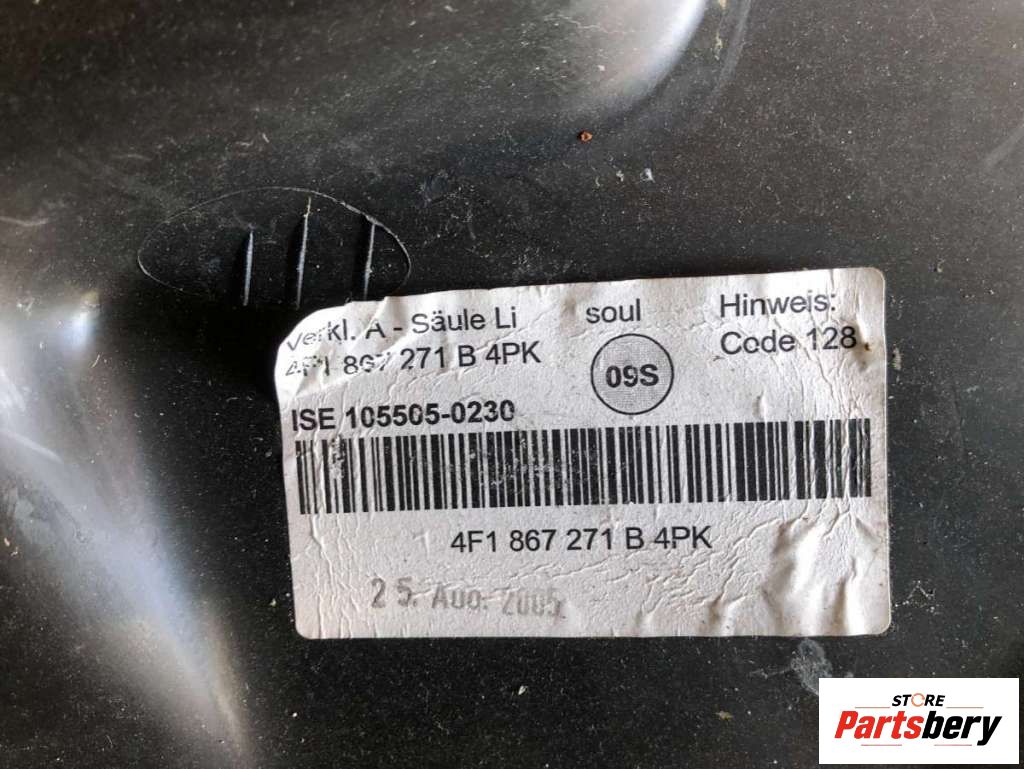 Verkl. A - Säule Li
4F1 867 271 B 4PK
soul
09S
Hinweis:
Code 128
ISE 105505-0230
4F1 867 271 B 4PK
25. Aug. 2005
STORE
Partsbery